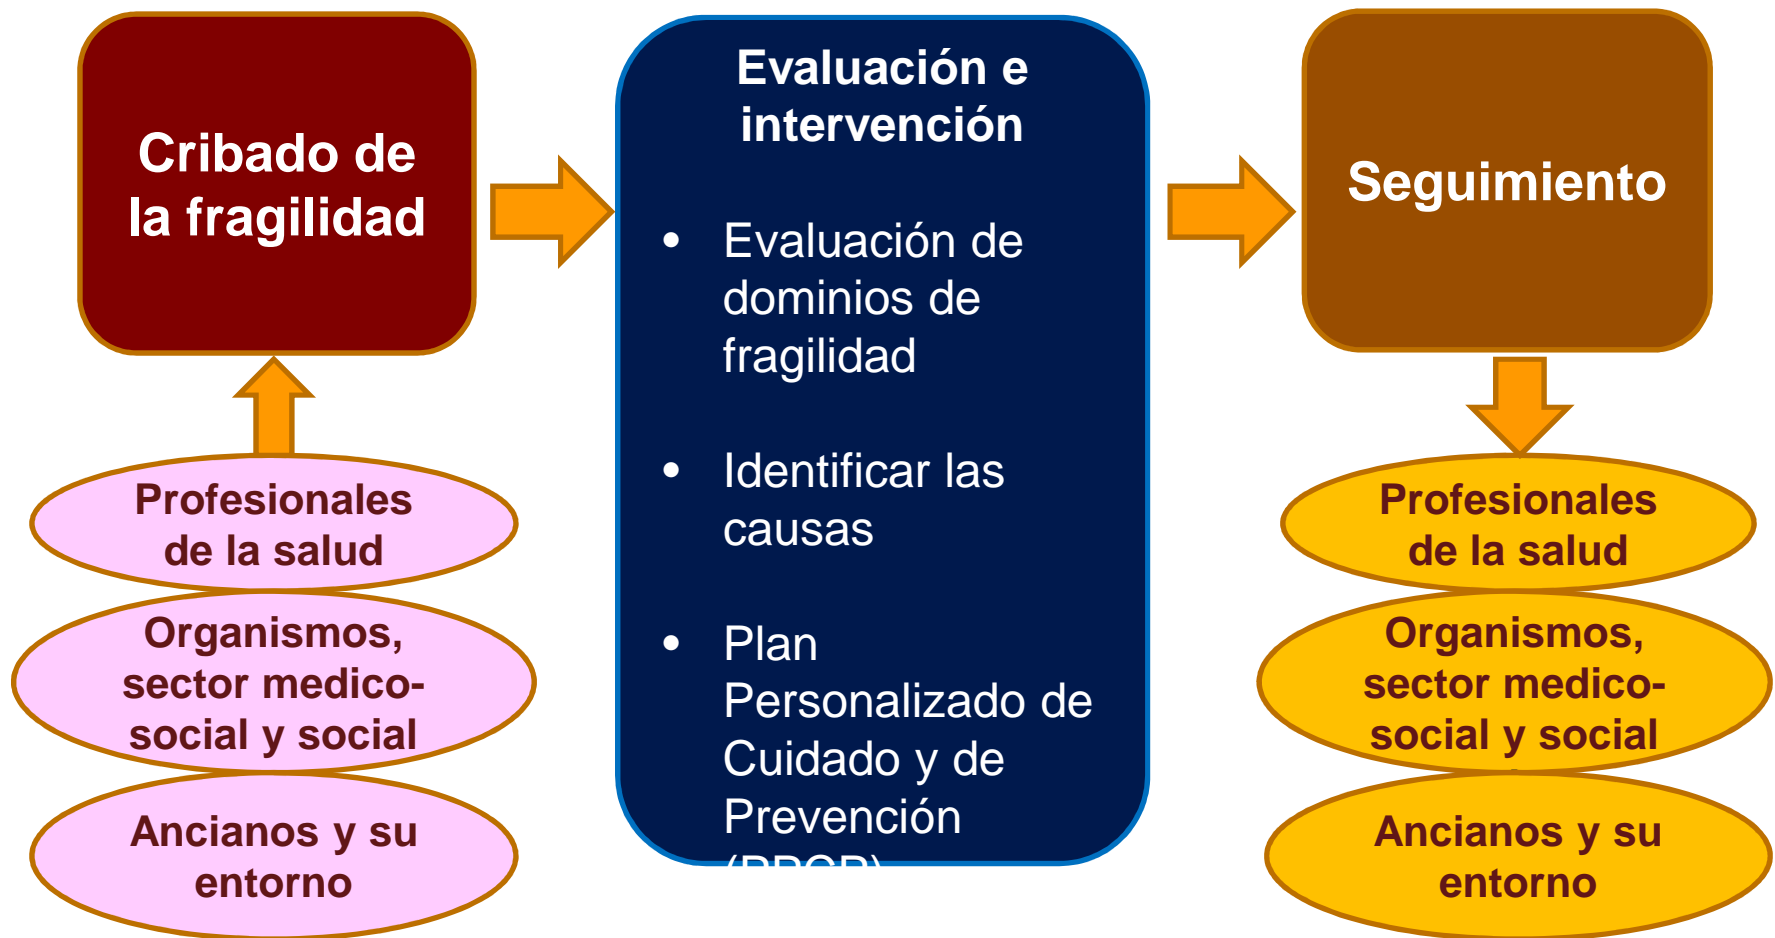 Cribado de
la fragilidad
Profesionales
de la salud
Organismos,
sector medico-
social y social
Ancianos y su
entorno
Evaluación e
intervención
• Evaluación de
dominios de
fragilidad
• Identificar las
causas
• Plan
Personalizado de
Cuidado y de
Prevención
Seguimiento
Profesionales
de la salud
Organismos,
sector medico-
social y social
Ancianos y su
entorno